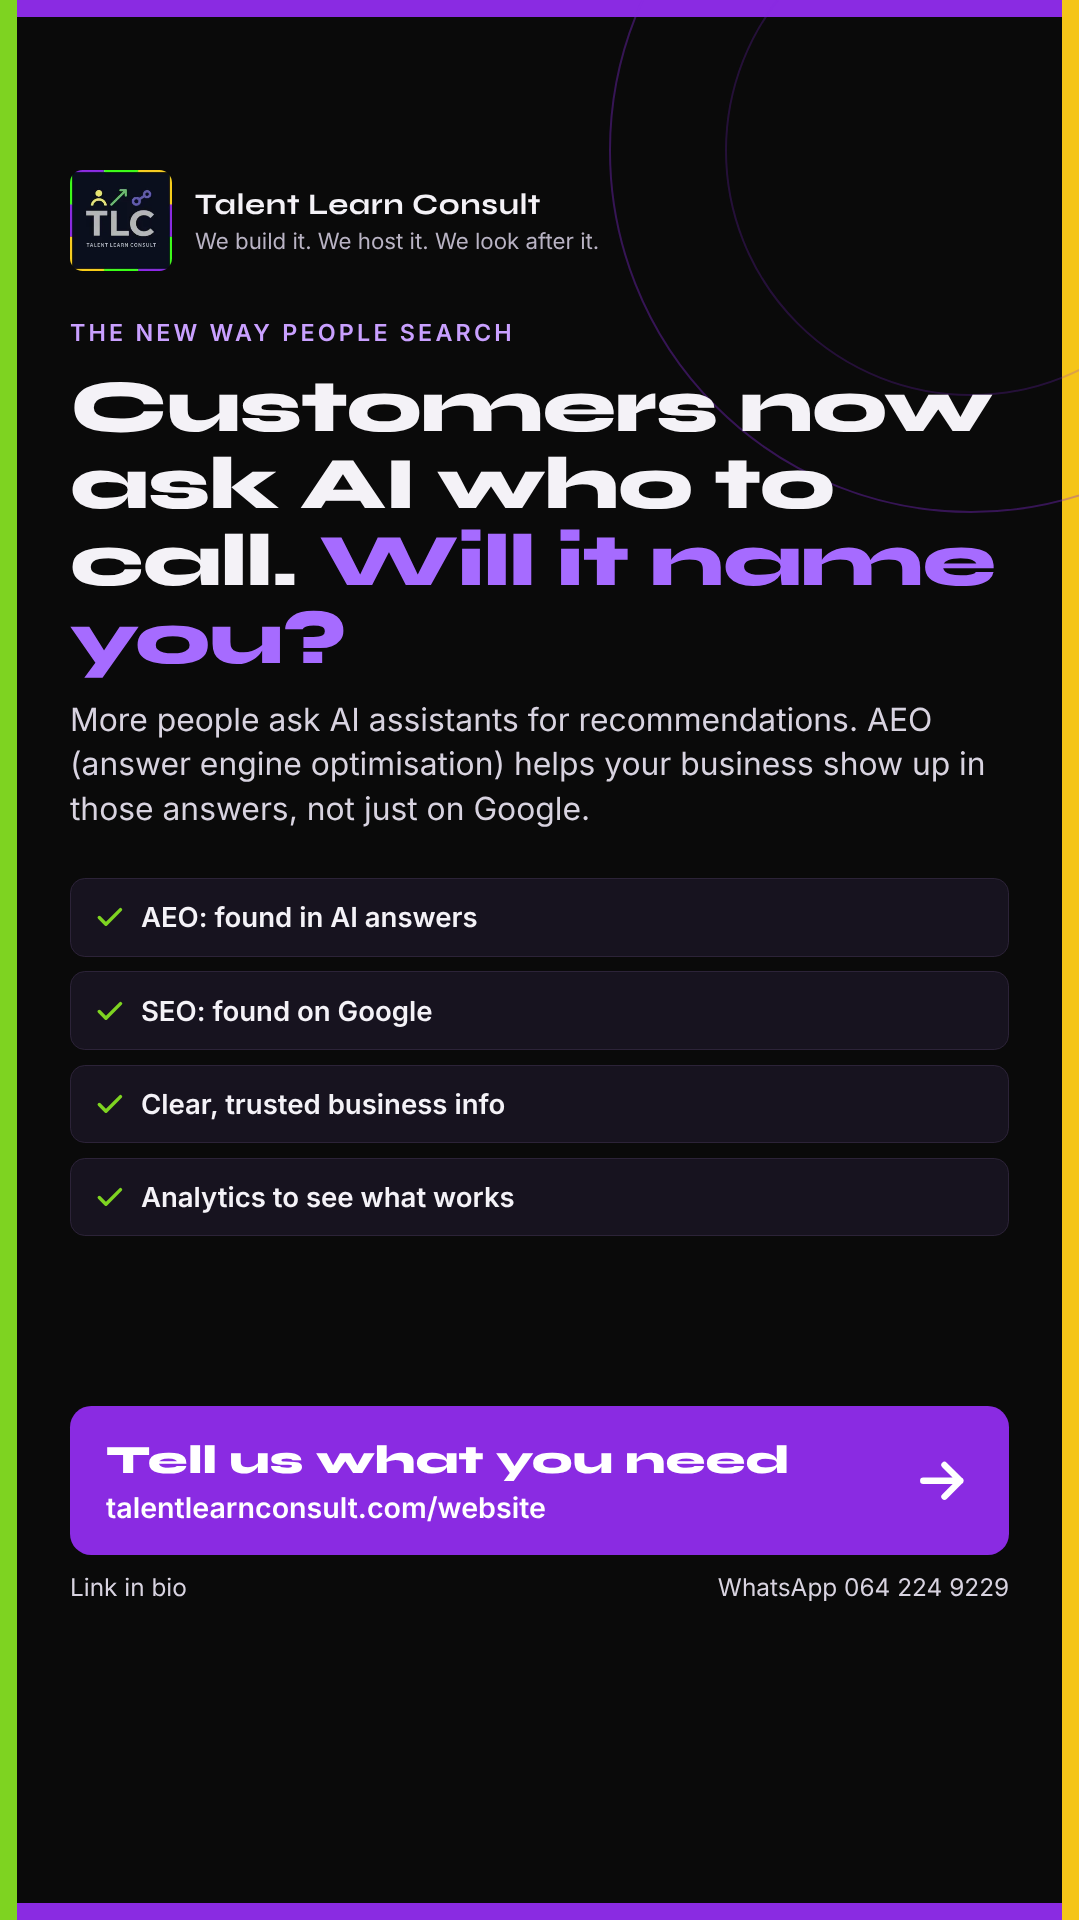 TLC
TALENT LEARN CONSULT
Talent Learn Consult
We build it. We host it. We look after it.
THE NEW WAY PEOPLE SEARCH
Customers now
ask AI who to
call. Will it name
you?
More people ask AI assistants for recommendations. AEO
(answer engine optimisation) helps your business show up in
those answers, not just on Google.
AEO: found in AI answers
SEO: found on Google
Clear, trusted business info
Analytics to see what works
Tell us what you need
talentlearnconsult.com/website
Link in bio
WhatsApp 064 224 9229